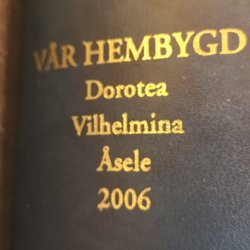 VÅR HEMBYGD
Dorotea
Vilhelmina
Åsele
2006